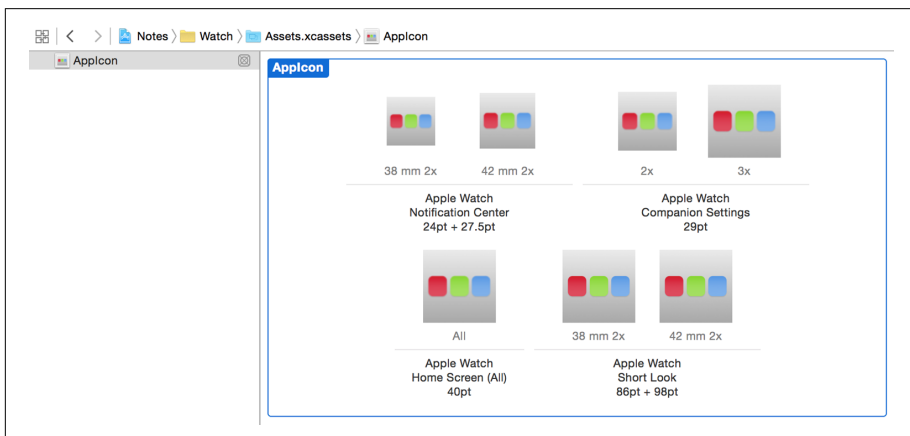 Notes Watch Assets.xcassets AppIcon
AppIcon
AppIcon
38 mm 2x 42 mm 2x 2x 3x
Apple Watch
Notification Center
24pt + 27.5pt
Apple Watch
Companion Settings
29pt
All 38 mm 2x 42 mm 2x
Apple Watch
Home Screen (All)
40pt
Apple Watch
Short Look
86pt + 98pt